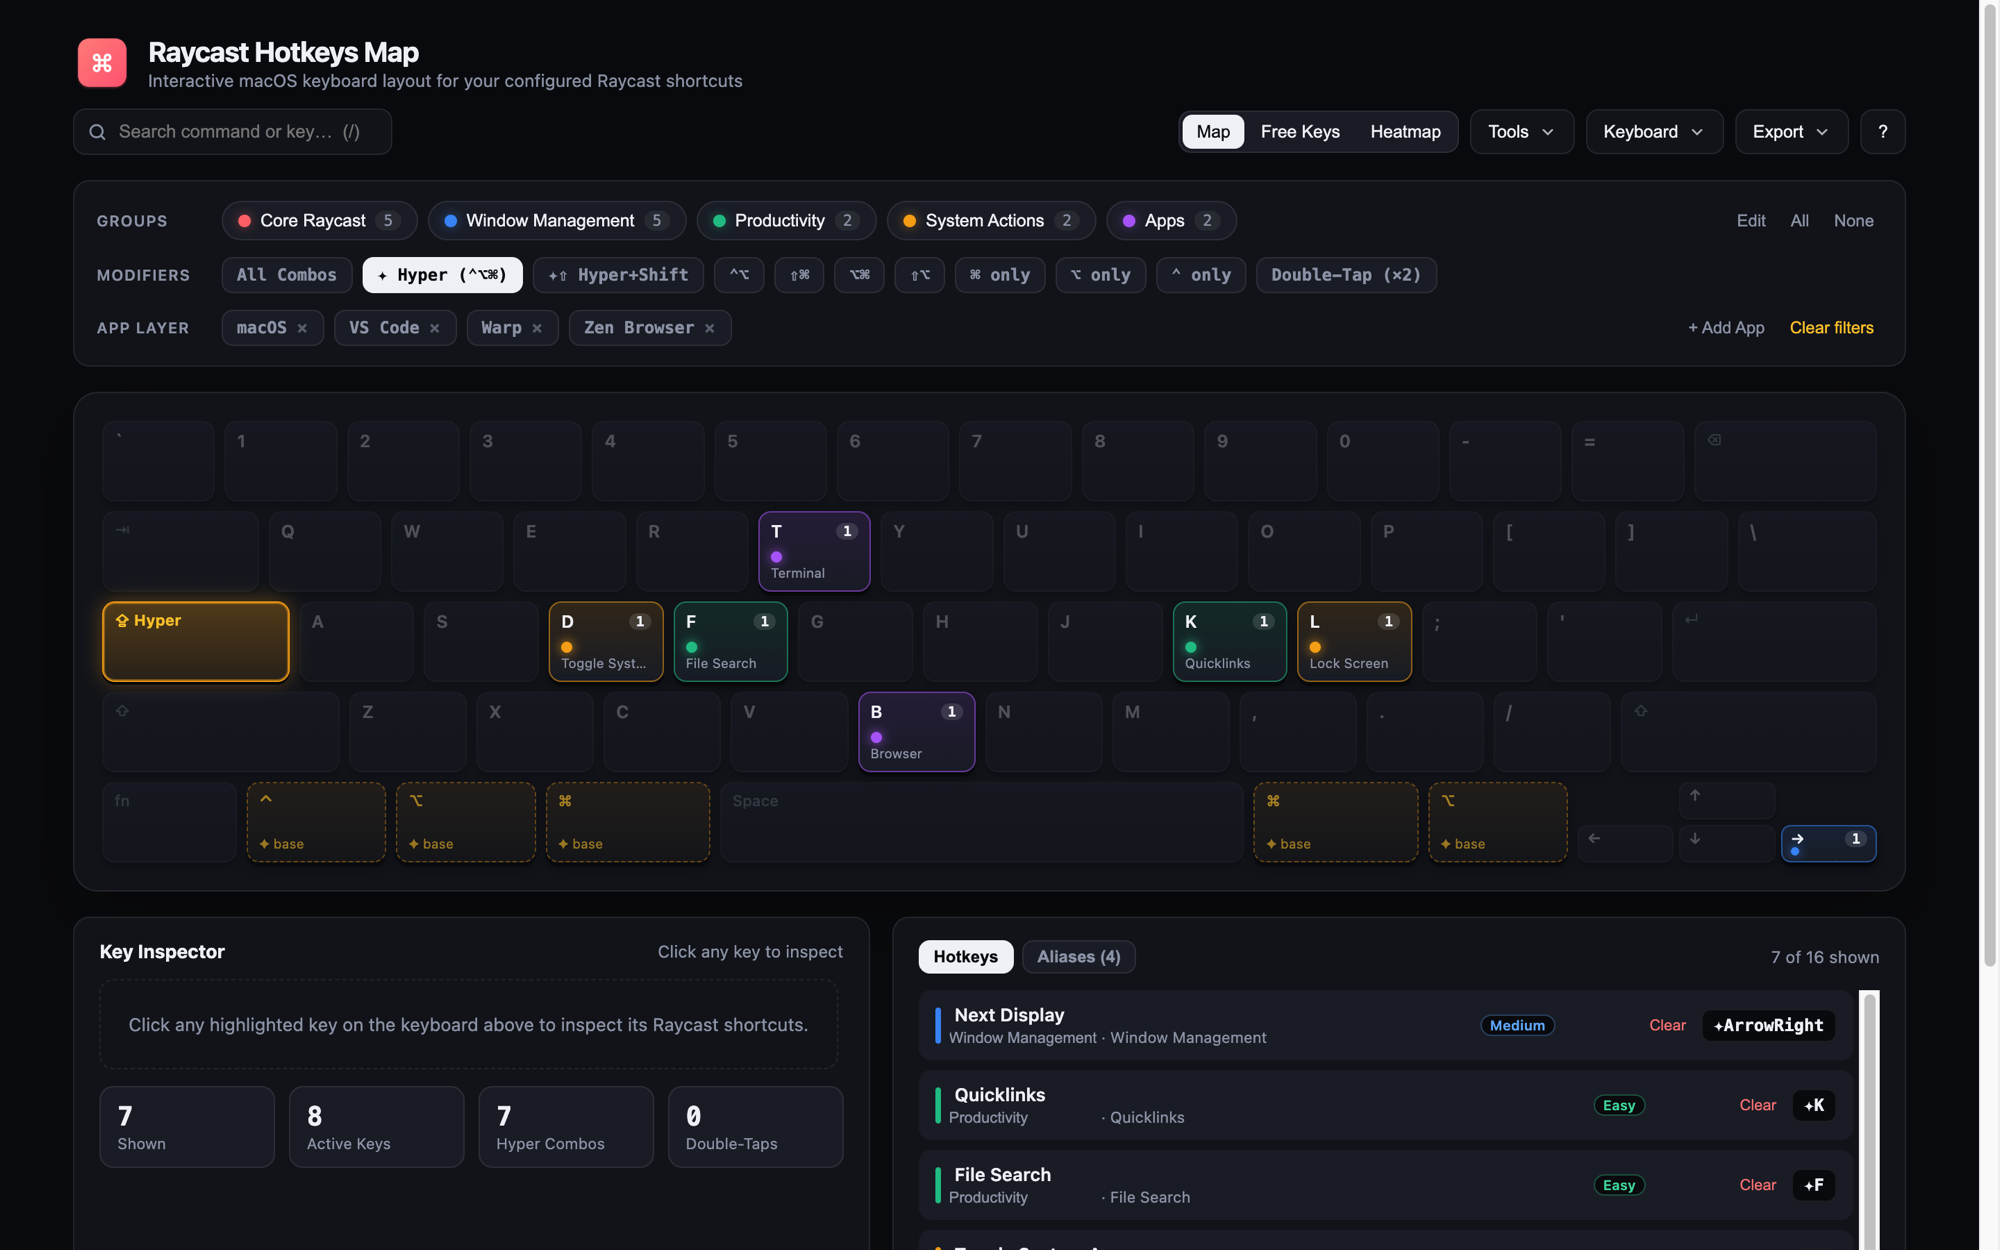 ⌘
Raycast Hotkeys Map
Interactive macOS keyboard layout for your configured Raycast shortcuts
Search command or key… (/)
Map Free Keys Heatmap Tools Keyboard Export ?
GROUPS Core Raycast 5 Window Management 5 Productivity 2 System Actions 2 Apps 2 Edit All None
MODIFIERS All Combos ✦ Hyper (⌃⌥⌘) ✦⇧ Hyper+Shift ⌃⌥ ⇧⌘ ⌥⌘ ⇧⌥ ⌘ only ⌥ only ⌃ only Double-Tap (×2)
APP LAYER macOS × VS Code × Warp × Zen Browser × + Add App Clear filters
` 1 2 3 4 5 6 7 8 9 0 - = ⌫
⇥ Q W E R T 1 Y U I O P [ ] \
Terminal
⇪ Hyper A S D 1 F 1 G H J K 1 L 1 ; ' ↵
Toggle Syst… File Search Quicklinks Lock Screen
⇧ Z X C V B 1 N M , . / ⇧
Browser
fn ⌃ ⌥ ⌘ Space ⌘ ⌥ ↑
✦ base ✦ base ✦ base ✦ base ✦ base ← ↓ → 1
Key Inspector Click any key to inspect
Click any highlighted key on the keyboard above to inspect its Raycast shortcuts.
7 8 7 0
Shown Active Keys Hyper Combos Double-Taps
Hotkeys Aliases (4) 7 of 16 shown
Next Display
Window Management · Window Management Medium Clear ✦ArrowRight
Quicklinks
Productivity · Quicklinks Easy Clear ✦K
File Search
Productivity · File Search Easy Clear ✦F